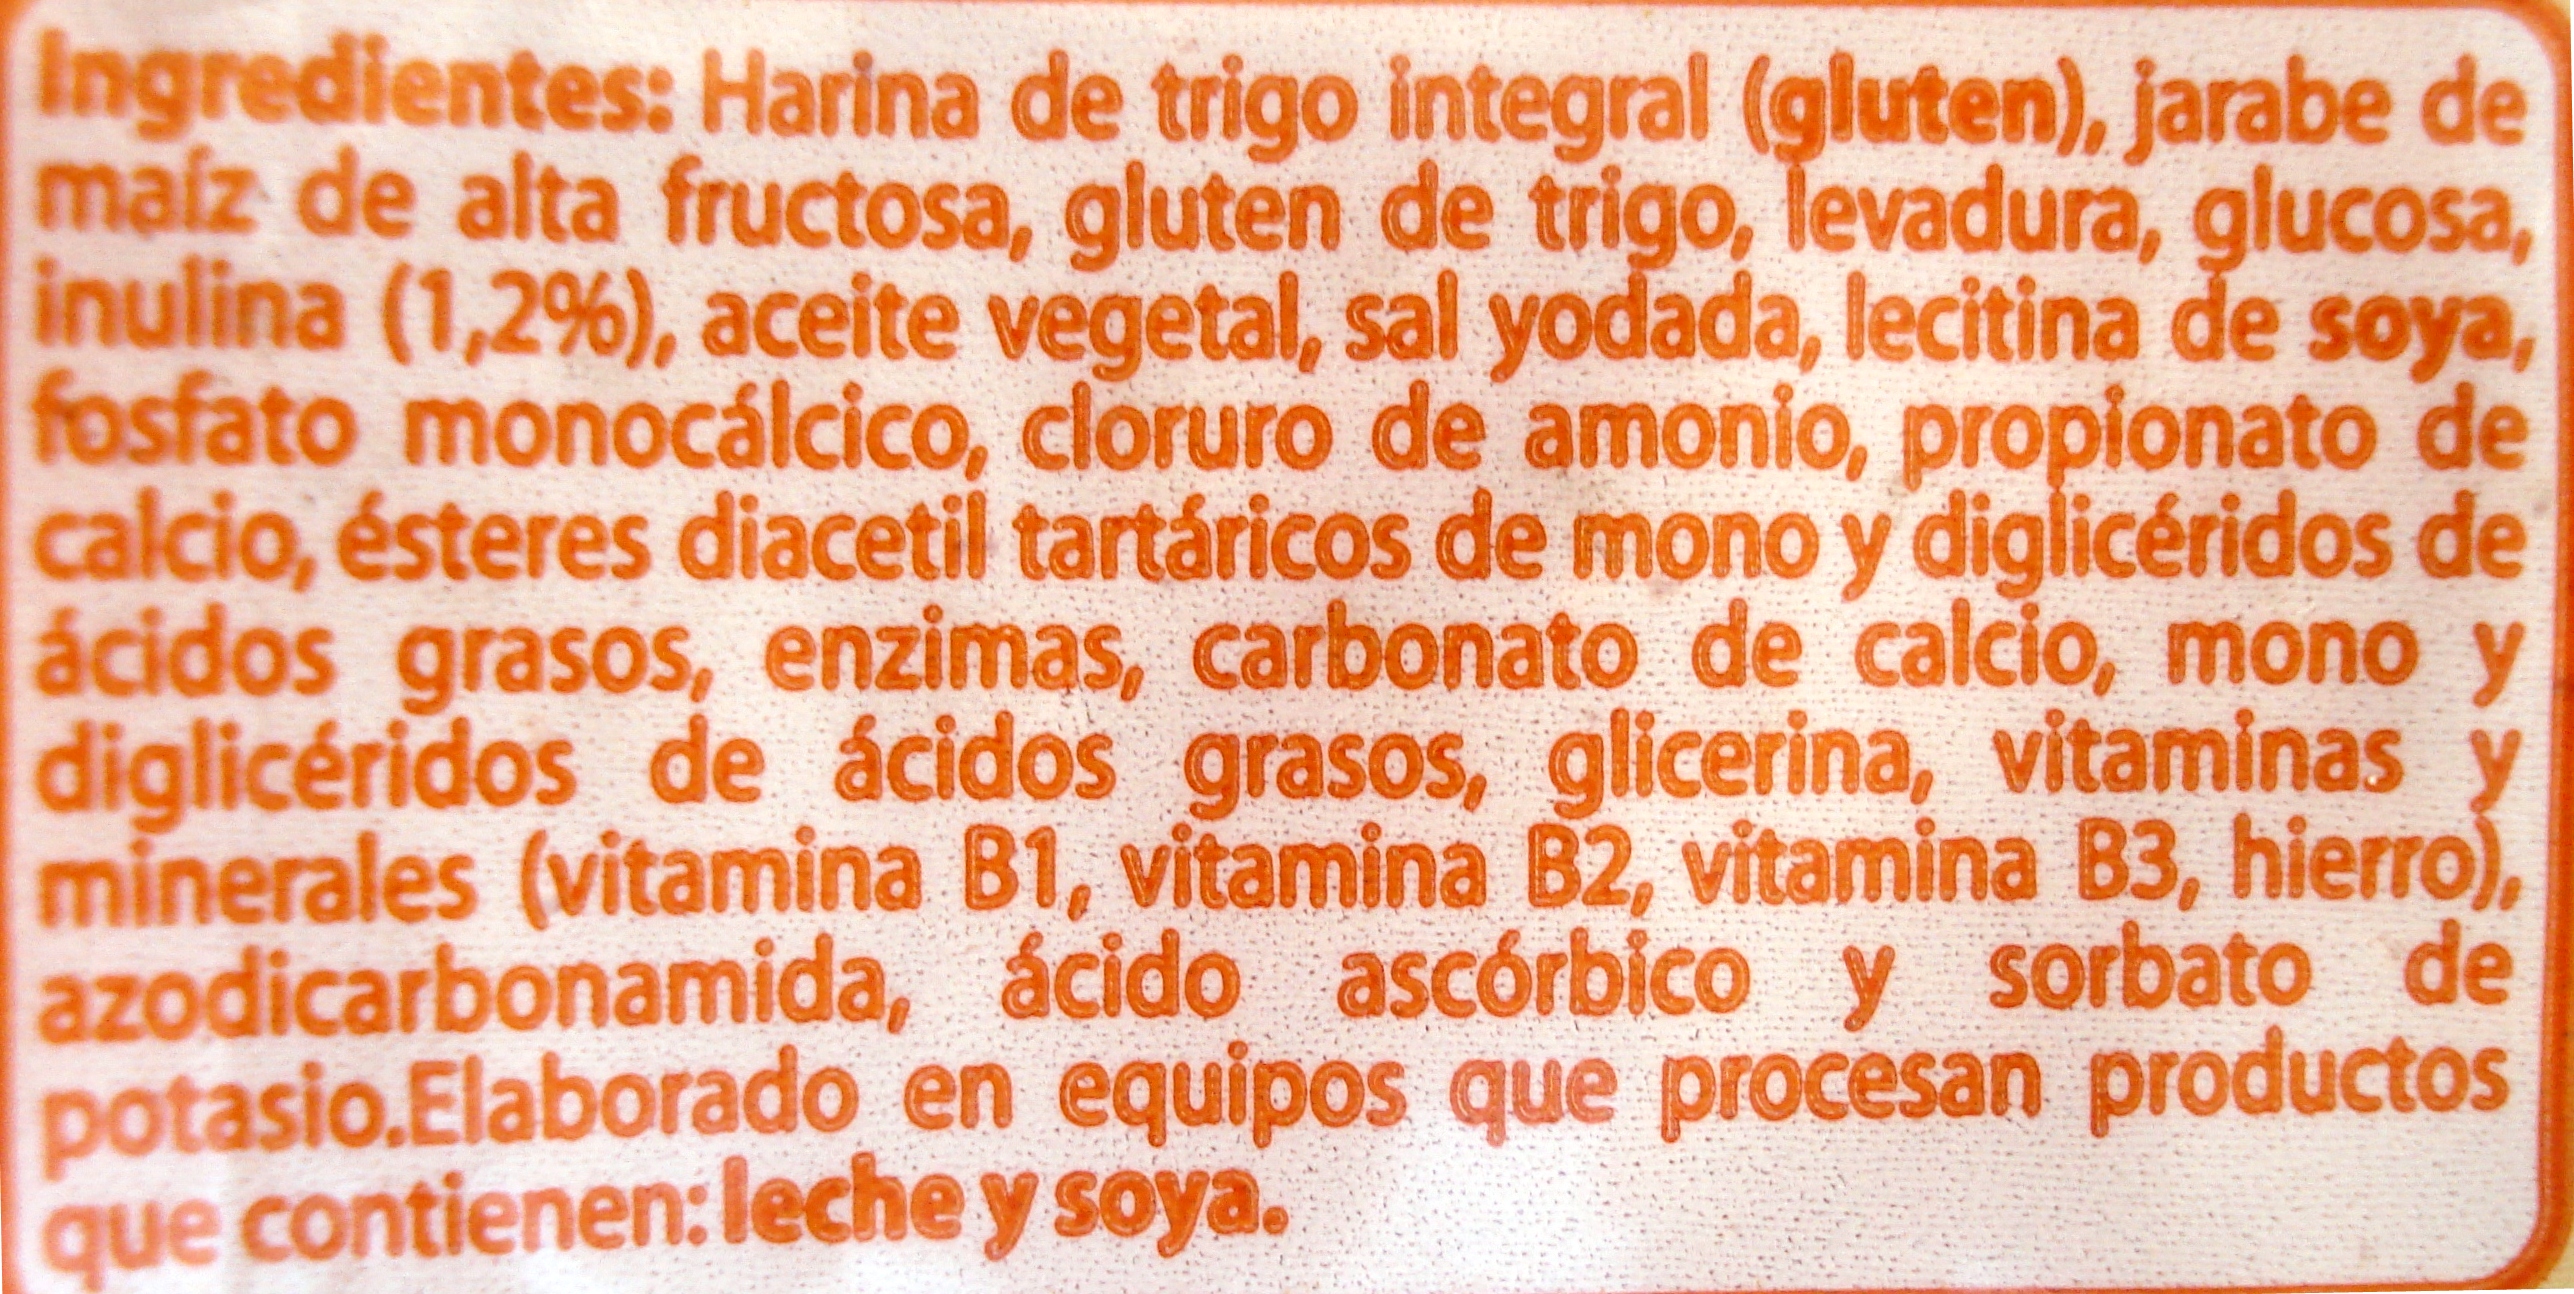 Ingredientes: Harina de trigo integral (gluten), jarabe de
maíz de alta fructosa, gluten de trigo, levadura, glucosa,
inulina (1,2%), aceite vegetal, sal yodada, lecitina de soya,
fosfato monocálcico, cloruro de amonio, propionato de
calcio, ésteres diacetil tartáricos de mono y diglicéridos de
ácidos grasos, enzimas, carbonato de calcio, mono y
diglicéridos de ácidos grasos, glicerina, vitaminas y
minerales (vitamina B1, vitamina B2, vitamina B3, hierro),
azodicarbonamida, ácido ascórbico y sorbato de
potasio.Elaborado en equipos que procesan productos
que contienen: leche y soya.